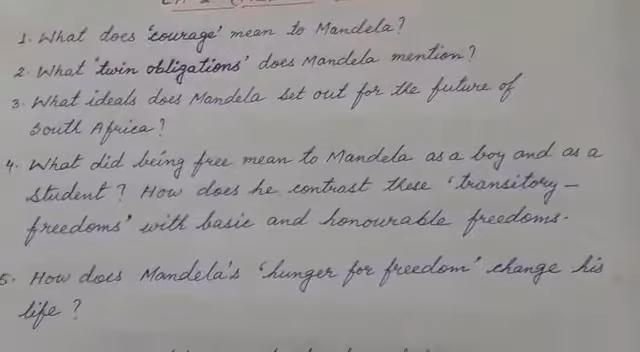 1. What does 'courage' mean to Mandela?
2. What 'twin obligations' does Mandela mention?
3. What ideals does Mandela set out for the future of
South Africa?
4. What did being free mean to Mandela as a boy and as a
student? How does he contrast these 'transitory –
freedoms' with basic and honourable freedoms.
5. How does Mandela's 'hunger for freedom' change his
life?